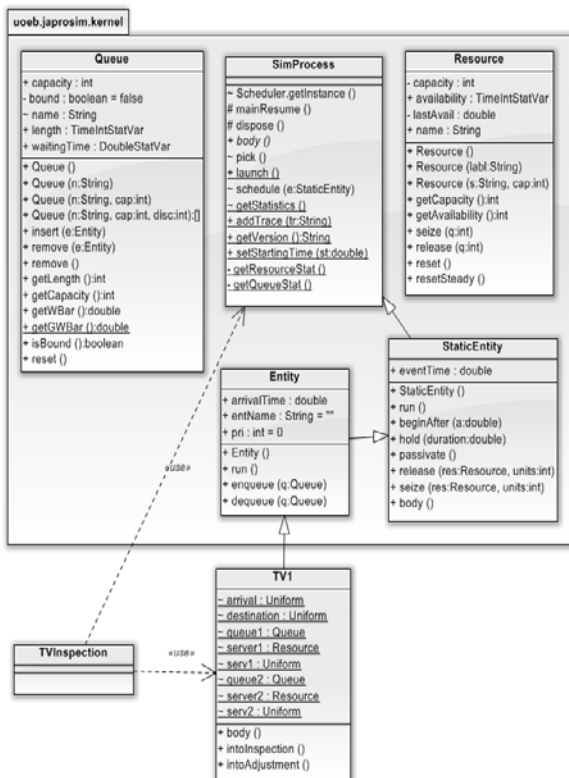 uoeb.japrosim.kernel
Queue
+ capacity : int
- bound : boolean = false
~ name : String
+ length : TimeIntStatVar
+ waitingTime : DoubleStatVar
+ Queue ()
+ Queue (n:String)
+ Queue (n:String, cap:int)
+ Queue (n:String, cap:int, disc:int):[]
+ insert (e:Entity)
+ remove (e:Entity)
+ remove ()
+ getLength ():int
+ getCapacity ():int
+ getWBar ():double
+ getGWBar ():double
+ isBound ():boolean
+ reset ()
SimProcess
~ Scheduler.getInstance ()
# mainResume ()
# dispose ()
+ body ()
~ pick ()
+ launch ()
~ schedule (e:StaticEntity)
~ getStatistics ()
+ addTrace (tr:String)
+ getVersion ():String
+ setStartingTime (st:double)
- getResourceStat ()
- getQueueStat ()
Resource
- capacity : int
+ availability : TimeIntStatVar
- lastAvail : double
+ name : String
+ Resource ()
+ Resource (labl:String)
+ Resource (s:String, cap:int)
+ getCapacity ():int
+ getAvailability ():int
+ seize (q:int)
+ release (q:int)
+ reset ()
+ resetSteady ()
StaticEntity
+ eventTime : double
+ StaticEntity ()
+ run ()
+ beginAfter (a:double)
+ hold (duration:double)
+ passivate ()
+ release (res:Resource, units:int)
+ seize (res:Resource, units:int)
+ body ()
Entity
+ arrivalTime : double
+ entName : String = ""
+ pri : int = 0
+ Entity ()
+ run ()
+ enqueue (q:Queue)
+ dequeue (q:Queue)
«use»
TV1
~ arrival : Uniform
~ destination : Uniform
~ queue1 : Queue
~ server1 : Resource
~ serv1 : Uniform
~ queue2 : Queue
~ server2 : Resource
~ serv2 : Uniform
+ body ()
+ intoInspection ()
+ intoAdjustment ()
TVInspection
«use»